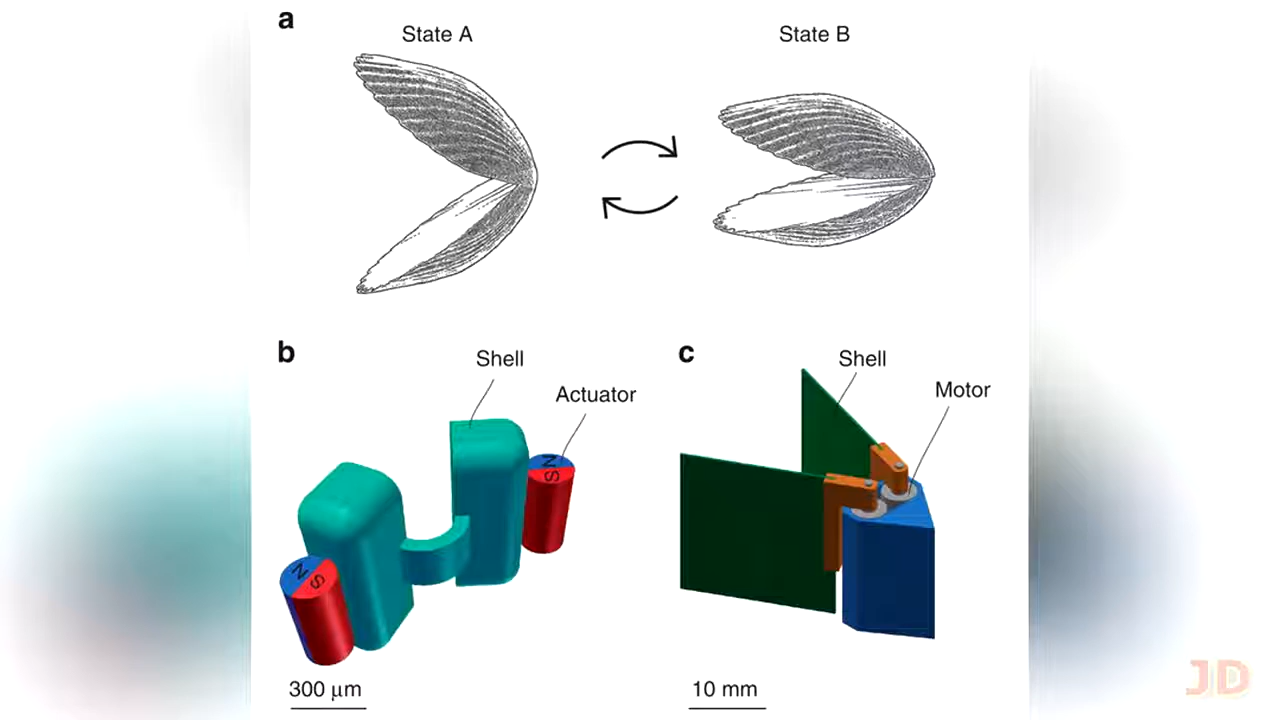 a
State A
State B
b
Shell
Actuator
N
S
N
S
300 μm
c
Shell
Motor
10 mm
JD